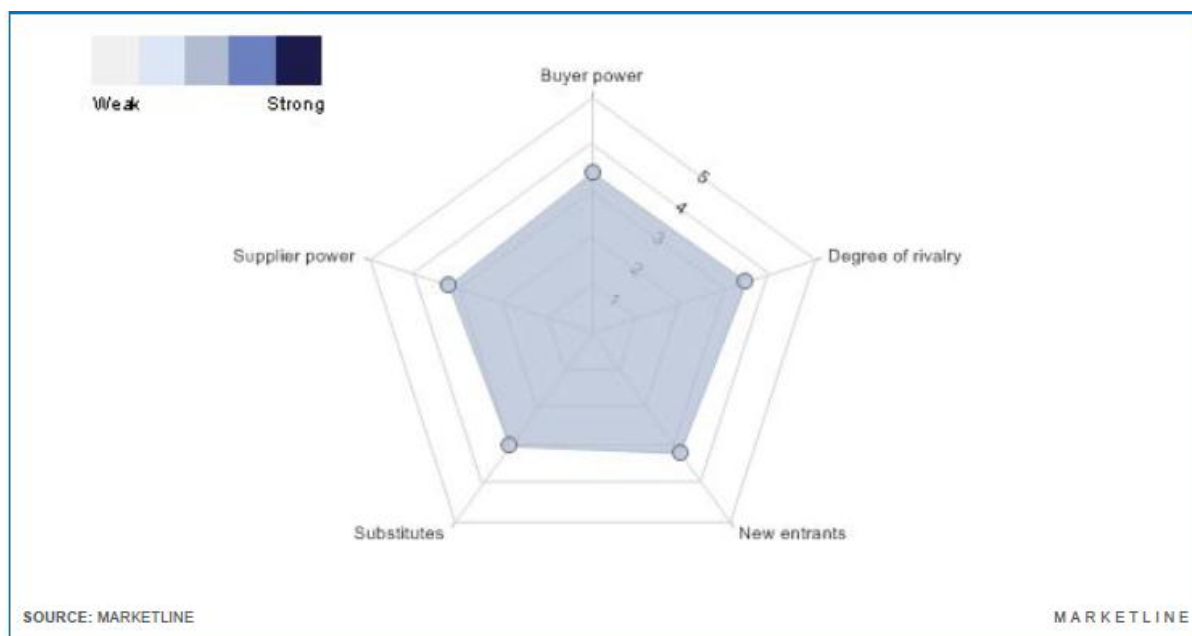 Weak Strong
Buyer power
5
4
3
2
1
Supplier power
Degree of rivalry
Substitutes
New entrants
SOURCE: MARKETLINE
MARKETLINE